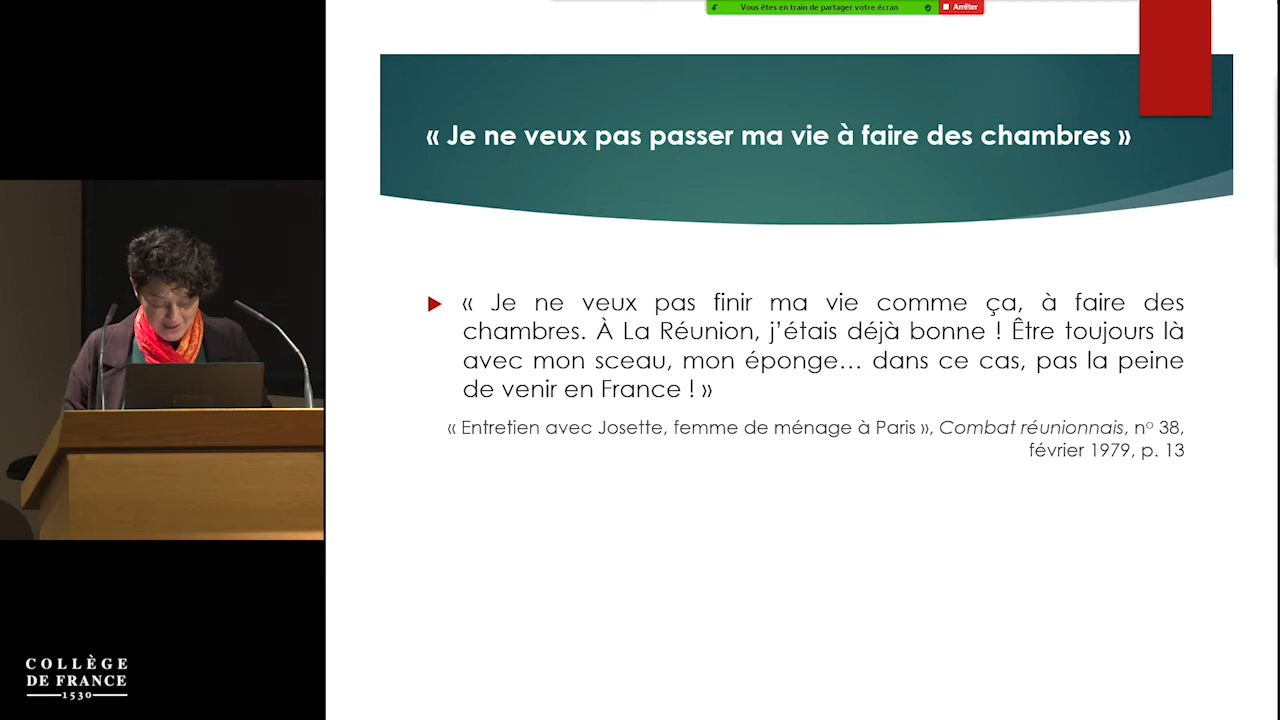 Vous êtes en train de partager votre écran
Arrêter
« Je ne veux pas passer ma vie à faire des chambres »
« Je ne veux pas finir ma vie comme ça, à faire des
chambres. À La Réunion, j’étais déjà bonne ! Être toujours là
avec mon sceau, mon éponge… dans ce cas, pas la peine
de venir en France ! »
« Entretien avec Josette, femme de ménage à Paris », Combat réunionnais, nº 38,
février 1979, p. 13
COLLÈGE
DE FRANCE
1530